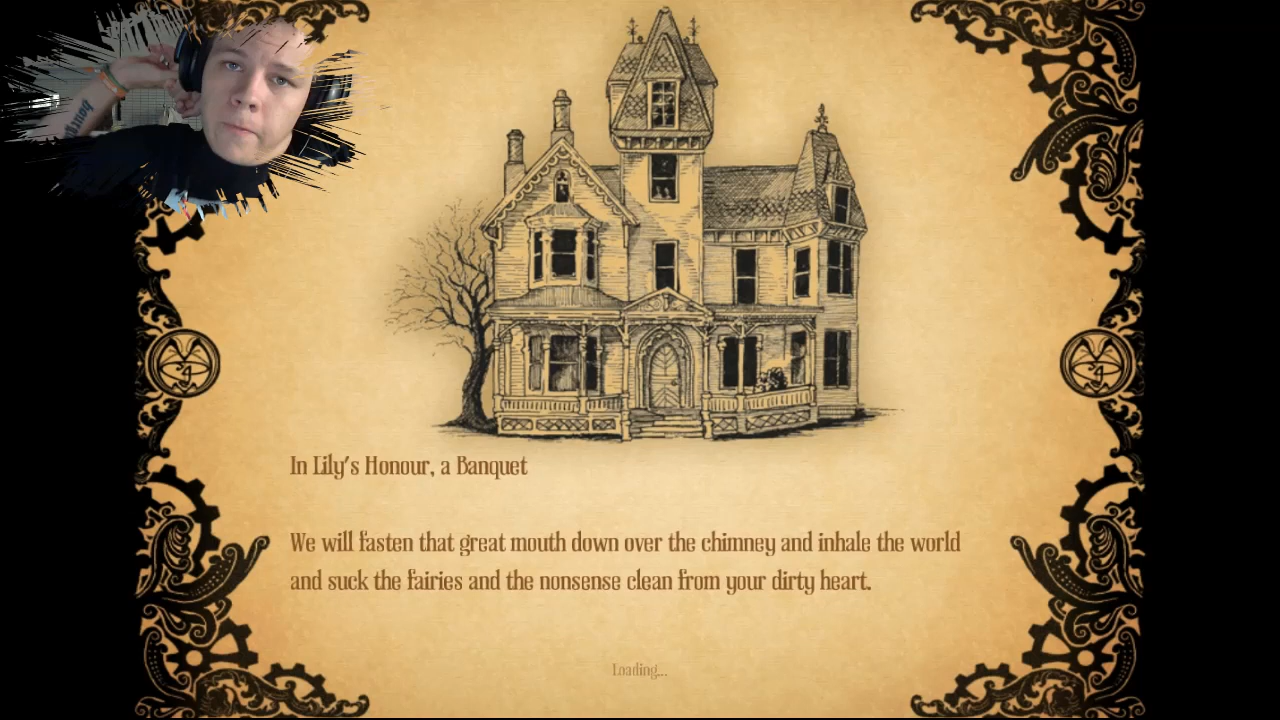 In Lily's Honour, a Banquet
We will fasten that great mouth down over the chimney and inhale the world
and suck the fairies and the nonsense clean from your dirty heart.
Loading...